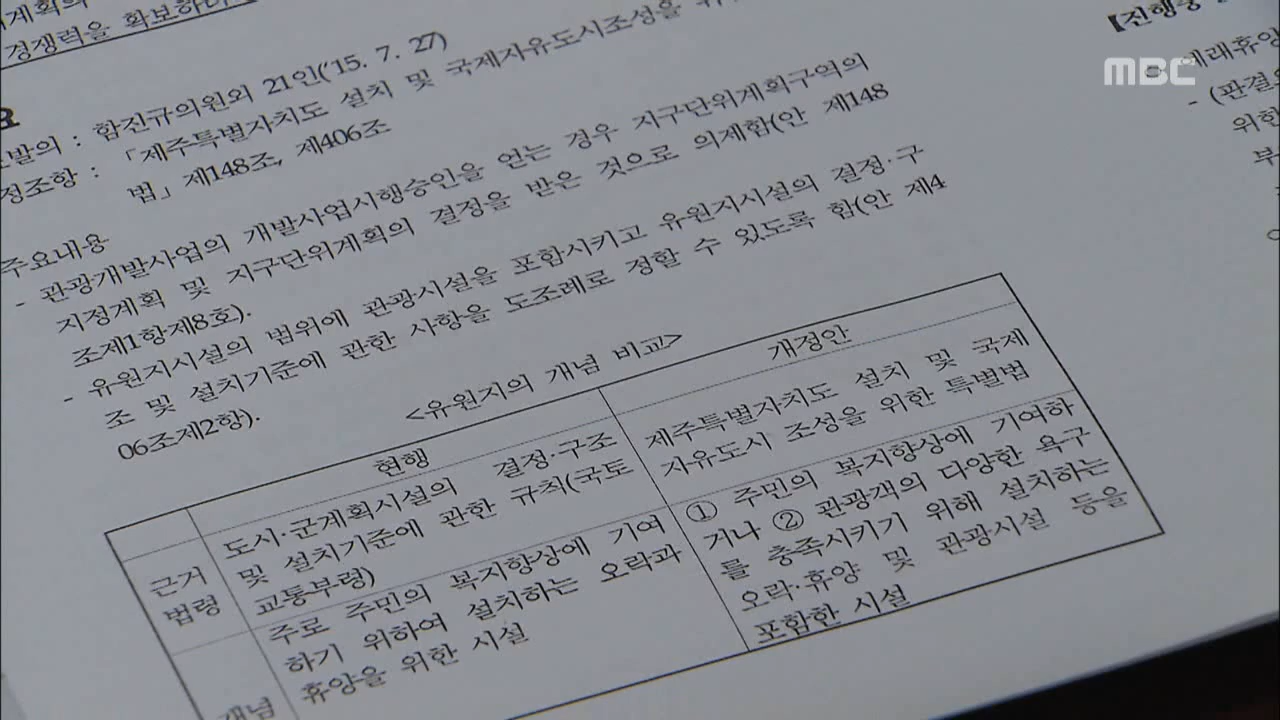 경쟁력을 확보하
함진규의원외 21인('15. 7. 27)
「제주특별자치도 설치 및 국제자유도시조성을
법」 제148조, 제406조
주요내용
- 관광개발사업의 개발사업시행승인을 얻는 경우 지구단위계획구역의
지정계획 및 지구단위계획의 결정을 받은 것으로 의제함(안 제148
조제1항제8호).
- 유원지시설의 범위에 관광시설을 포함시키고 유원지시설의 결정·구
조 및 설치기준에 관한 사항을 도조례로 정할 수 있도록 함(안 제4
06조제2항).
<유원지의 개념 비교>
현행
개정안
근거
법령
도시·군계획시설의 결정·구조
및 설치기준에 관한 규칙(국토
교통부령)
제주특별자치도 설치 및 국제
자유도시 조성을 위한 특별법
개념
주로 주민의 복지향상에 기여
하기 위하여 설치하는 오락과
휴양을 위한 시설
① 주민의 복지향상에 기여하
거나 ② 관광객의 다양한 욕구
를 충족시키기 위해 설치하는
오락·휴양 및 관광시설 등을
포함한 시설
【진행중
- (판결
위한
부
MBC